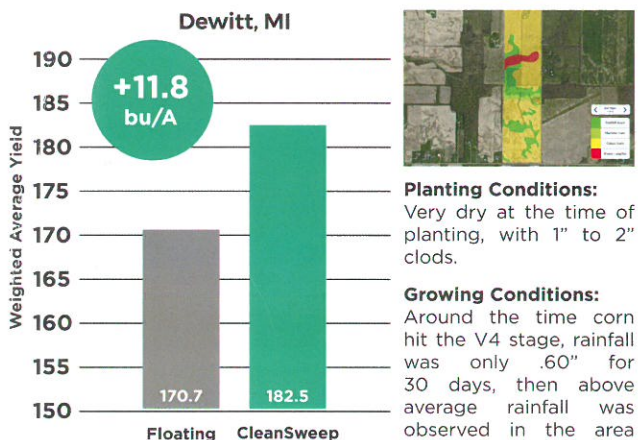 Dewitt, MI
+11.8
bu/A
Weighted Average Yield
190
185
180
175
170
165
160
155
150
170.7
182.5
Floating
CleanSweep
Planting Conditions:
Very dry at the time of
planting, with 1” to 2”
clods.
Growing Conditions:
Around the time corn
hit the V4 stage, rainfall
was only .60” for
30 days, then above
average rainfall was
observed in the area